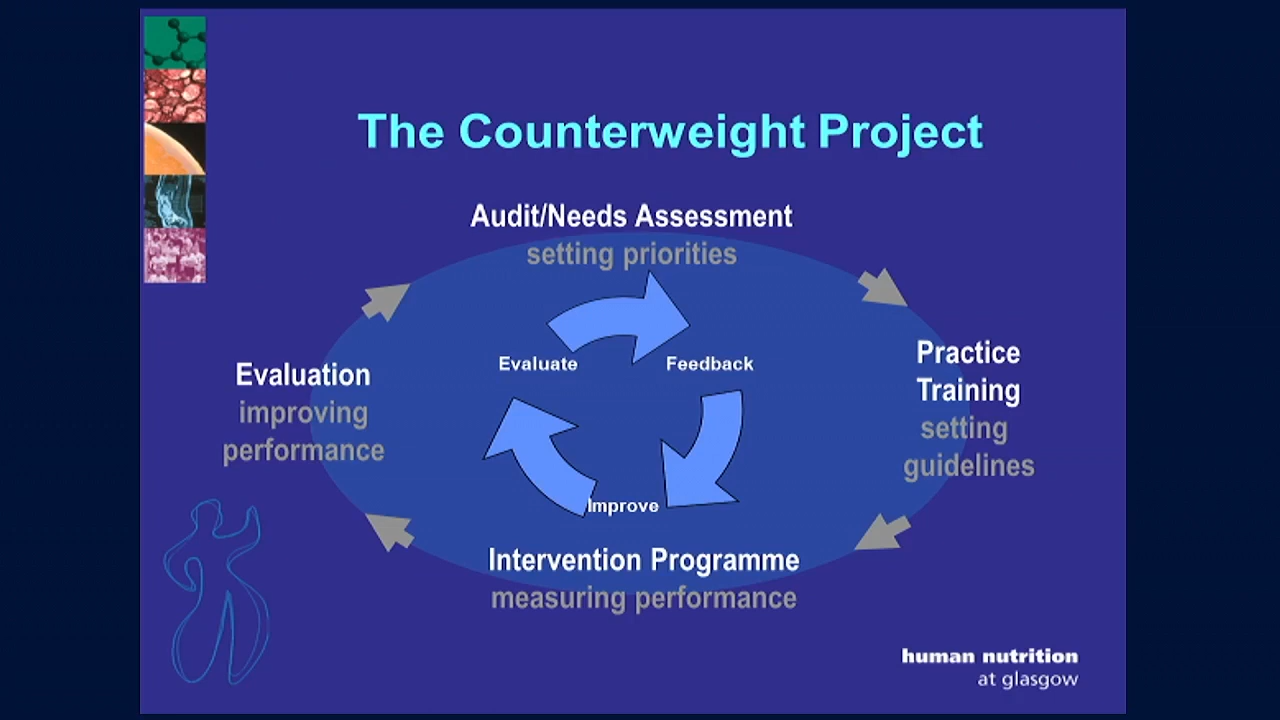 The Counterweight Project
Audit/Needs Assessment
setting priorities
Evaluate
Feedback
Practice
Training
setting
guidelines
Evaluation
improving
performance
Improve
Intervention Programme
measuring performance
human nutrition
at glasgow